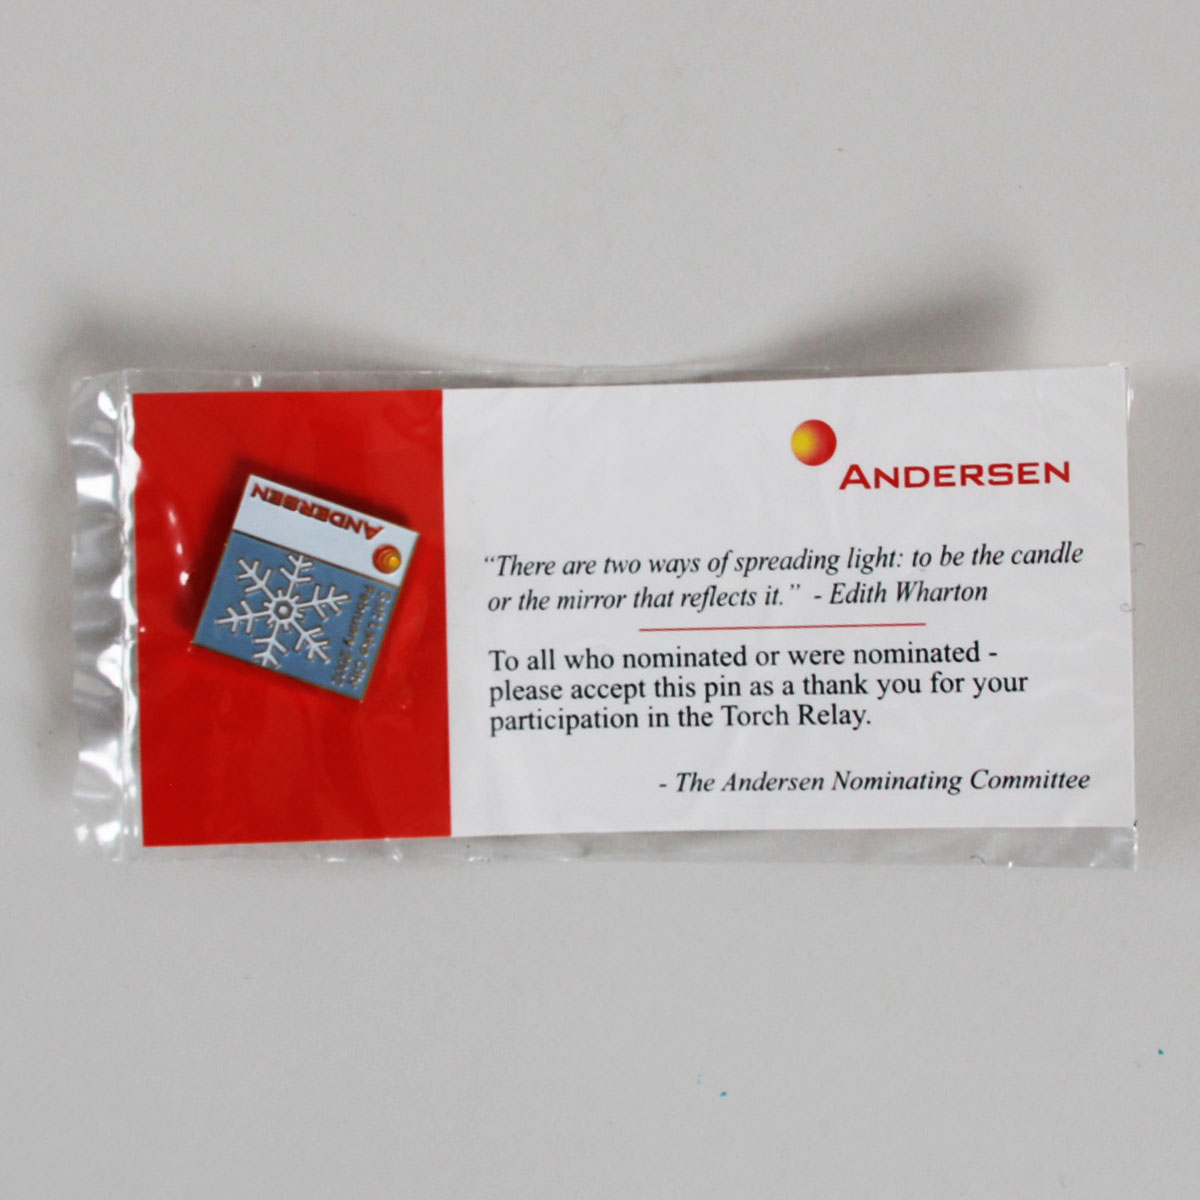 ANDERSEN
Salt Lake City
February 2002
ANDERSEN
“There are two ways of spreading light: to be the candle
or the mirror that reflects it.” - Edith Wharton
To all who nominated or were nominated -
please accept this pin as a thank you for your
participation in the Torch Relay.
- The Andersen Nominating Committee